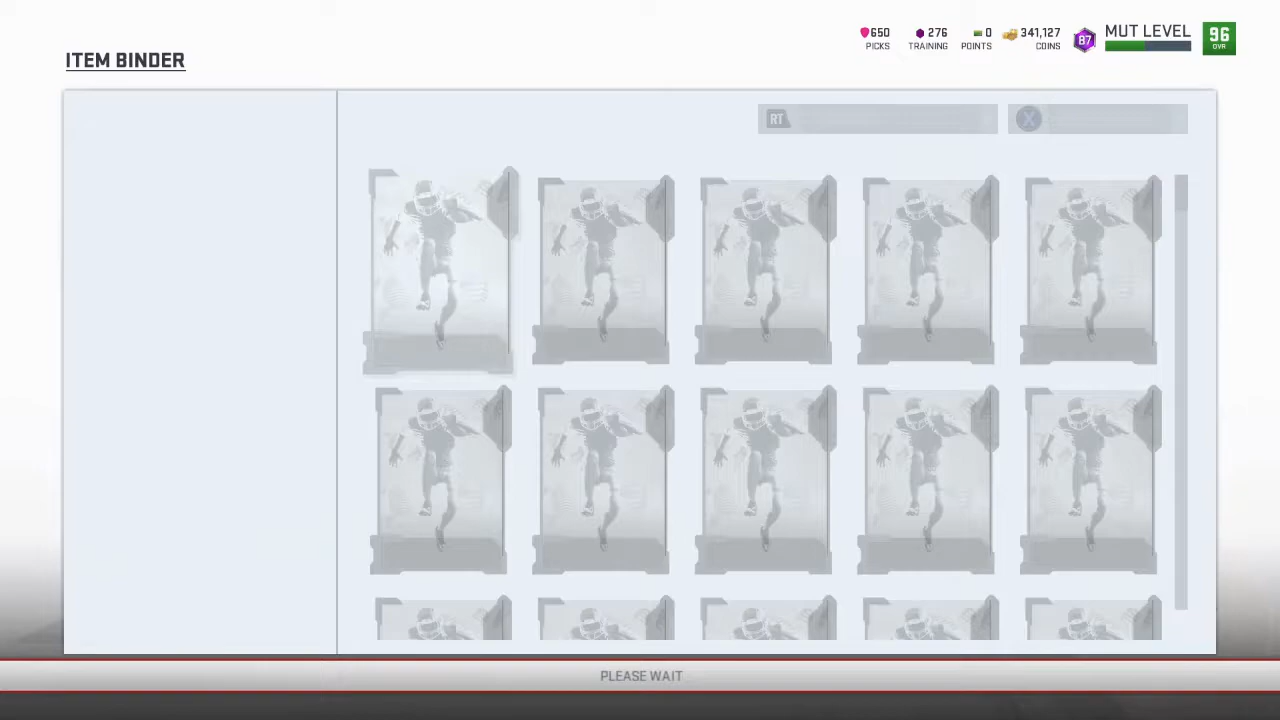 ITEM BINDER
650 PICKS
276 TRAINING
0 POINTS
341,127 COINS
87
MUT LEVEL
96 OVR
RT
X
PLEASE WAIT